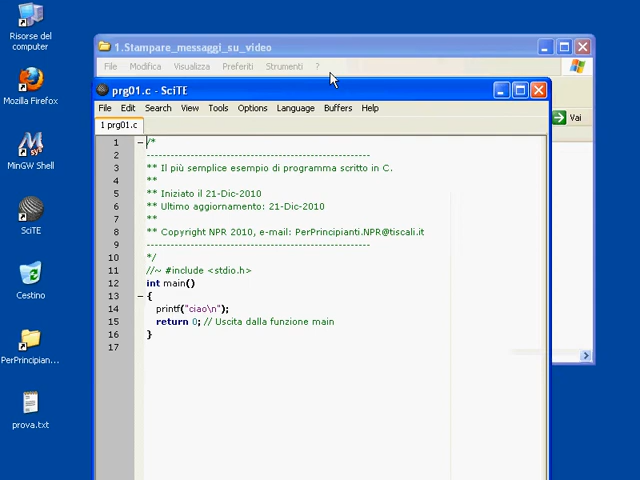 Risorse del
computer
Mozilla Firefox
MinGW Shell
SciTE
Cestino
PerPrincipian...
prova.txt
1.Stampare_messaggi_su_video
File Modifica Visualizza Preferiti Strumenti ?
Vai
prg01.c - SciTE
File Edit Search View Tools Options Language Buffers Help
1 prg01.c
1 /*
2 --------------------------------------------------------
3 ** Il più semplice esempio di programma scritto in C.
4 **
5 ** Iniziato il 21-Dic-2010
6 ** Ultimo aggiornamento: 21-Dic-2010
7 **
8 ** Copyright NPR 2010, e-mail: PerPrincipianti.NPR@tiscali.it
9 --------------------------------------------------------
10 */
11 //~ #include <stdio.h>
12 int main()
13 {
14 printf("ciao\n");
15 return 0; // Uscita dalla funzione main
16 }
17